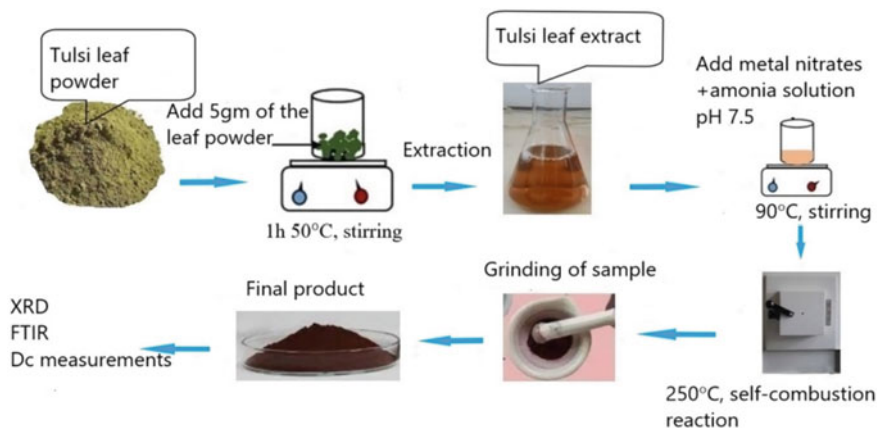 Tulsi leaf
powder
Add 5gm of the
leaf powder
1h 50°C, stirring
Extraction
Tulsi leaf extract
Add metal nitrates
+amonia solution
pH 7.5
90°C, stirring
250°C, self-combustion
reaction
Grinding of sample
Final product
XRD
FTIR
Dc measurements